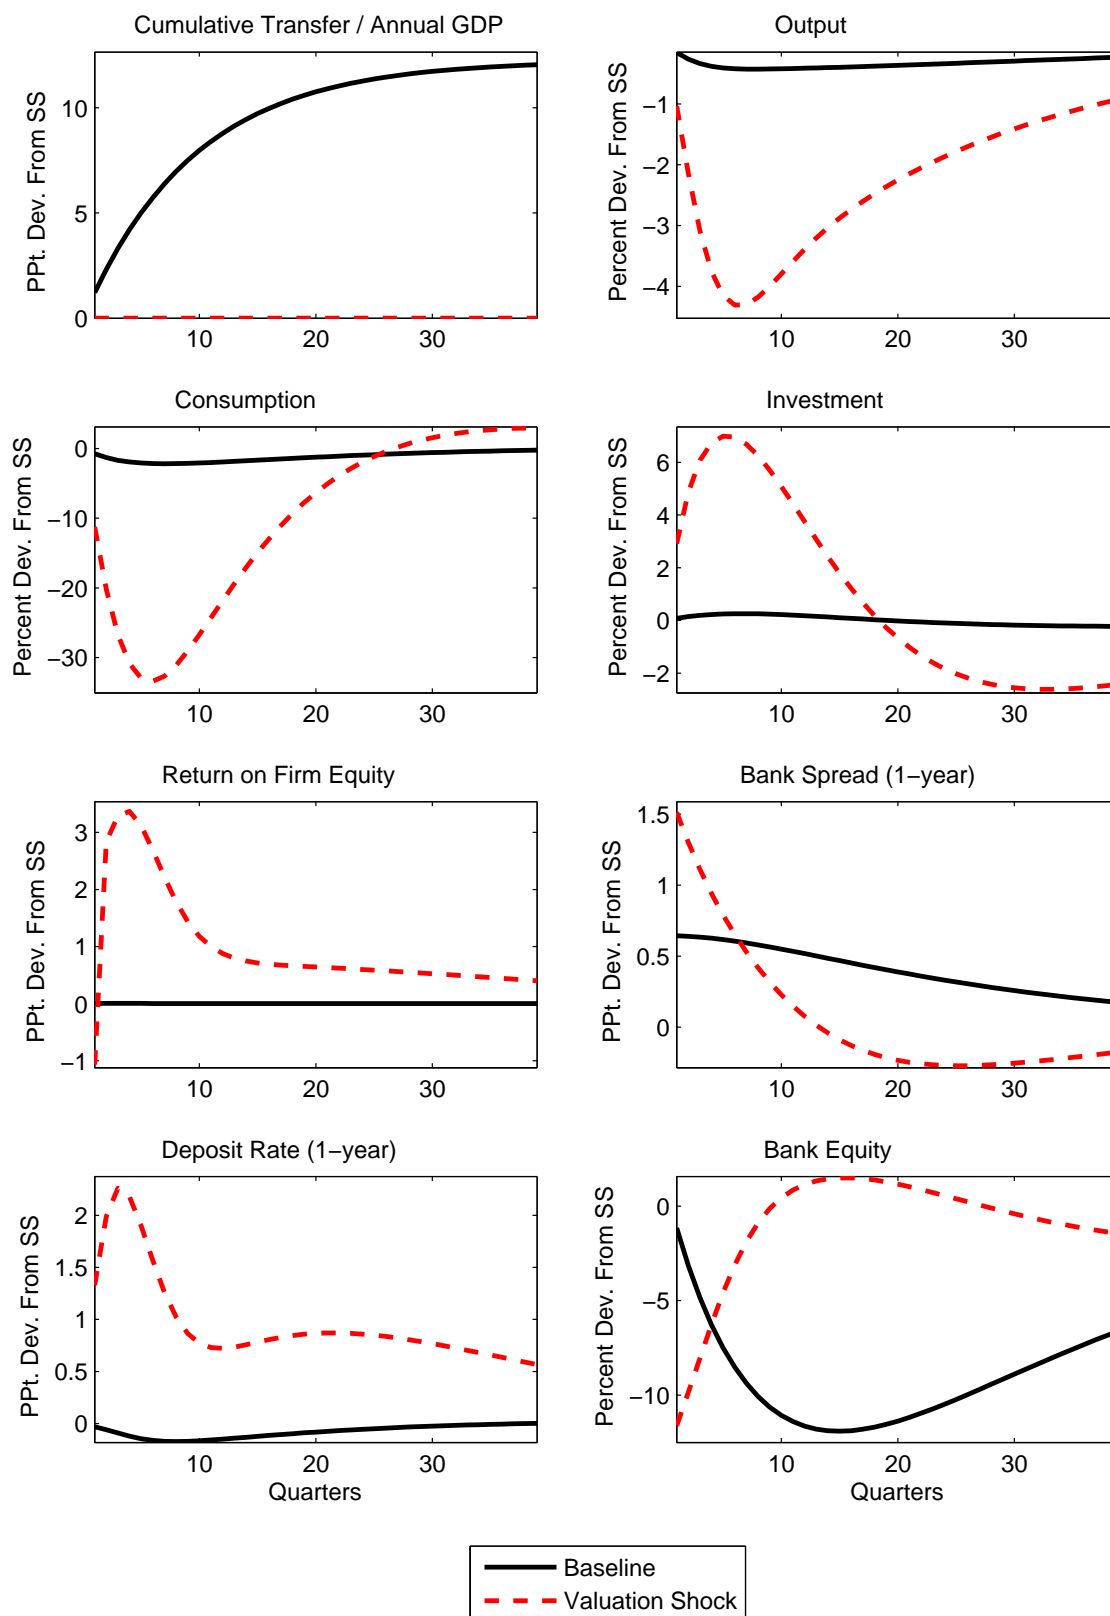 Cumulative Transfer / Annual GDP
PPt. Dev. From SS
10
5
0
10 20 30
Output
Percent Dev. From SS
−1
−2
−3
−4
10 20 30
Consumption
Percent Dev. From SS
0
−10
−20
−30
10 20 30
Investment
Percent Dev. From SS
6
4
2
0
−2
10 20 30
Return on Firm Equity
PPt. Dev. From SS
3
2
1
0
−1
10 20 30
Bank Spread (1−year)
PPt. Dev. From SS
1.5
1
0.5
0
10 20 30
Deposit Rate (1−year)
PPt. Dev. From SS
2
1.5
1
0.5
0
10 20 30
Quarters
Bank Equity
Percent Dev. From SS
0
−5
−10
10 20 30
Quarters
Baseline
Valuation Shock